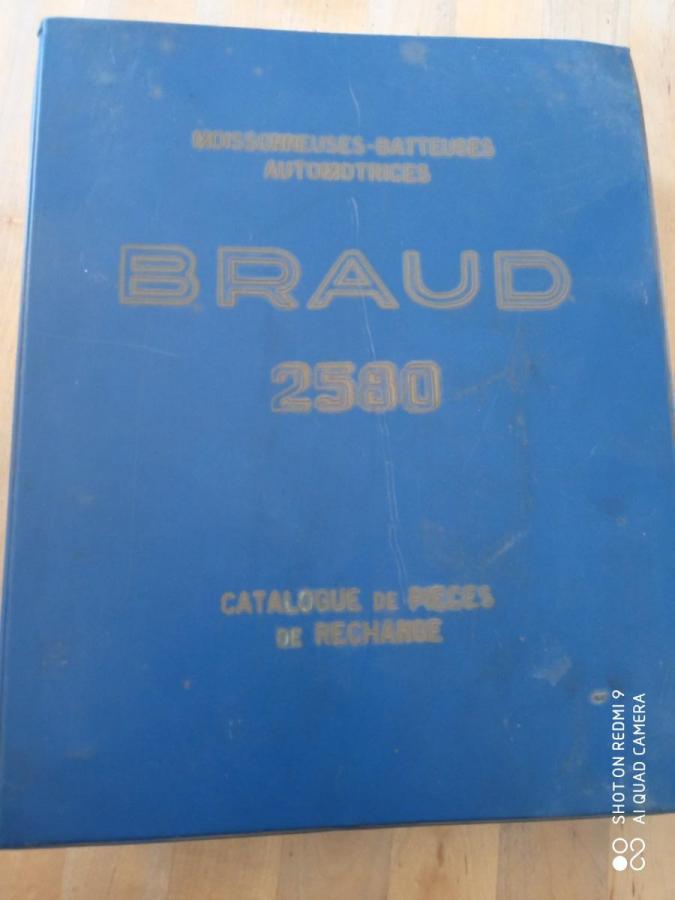 MOISSONNEUSES-BATTEUSES
AUTOMOTRICES
BRAUD
2580
CATALOGUE DE PIECES
DE RECHANGE
SHOT ON REDMI 9
AI QUAD CAMERA